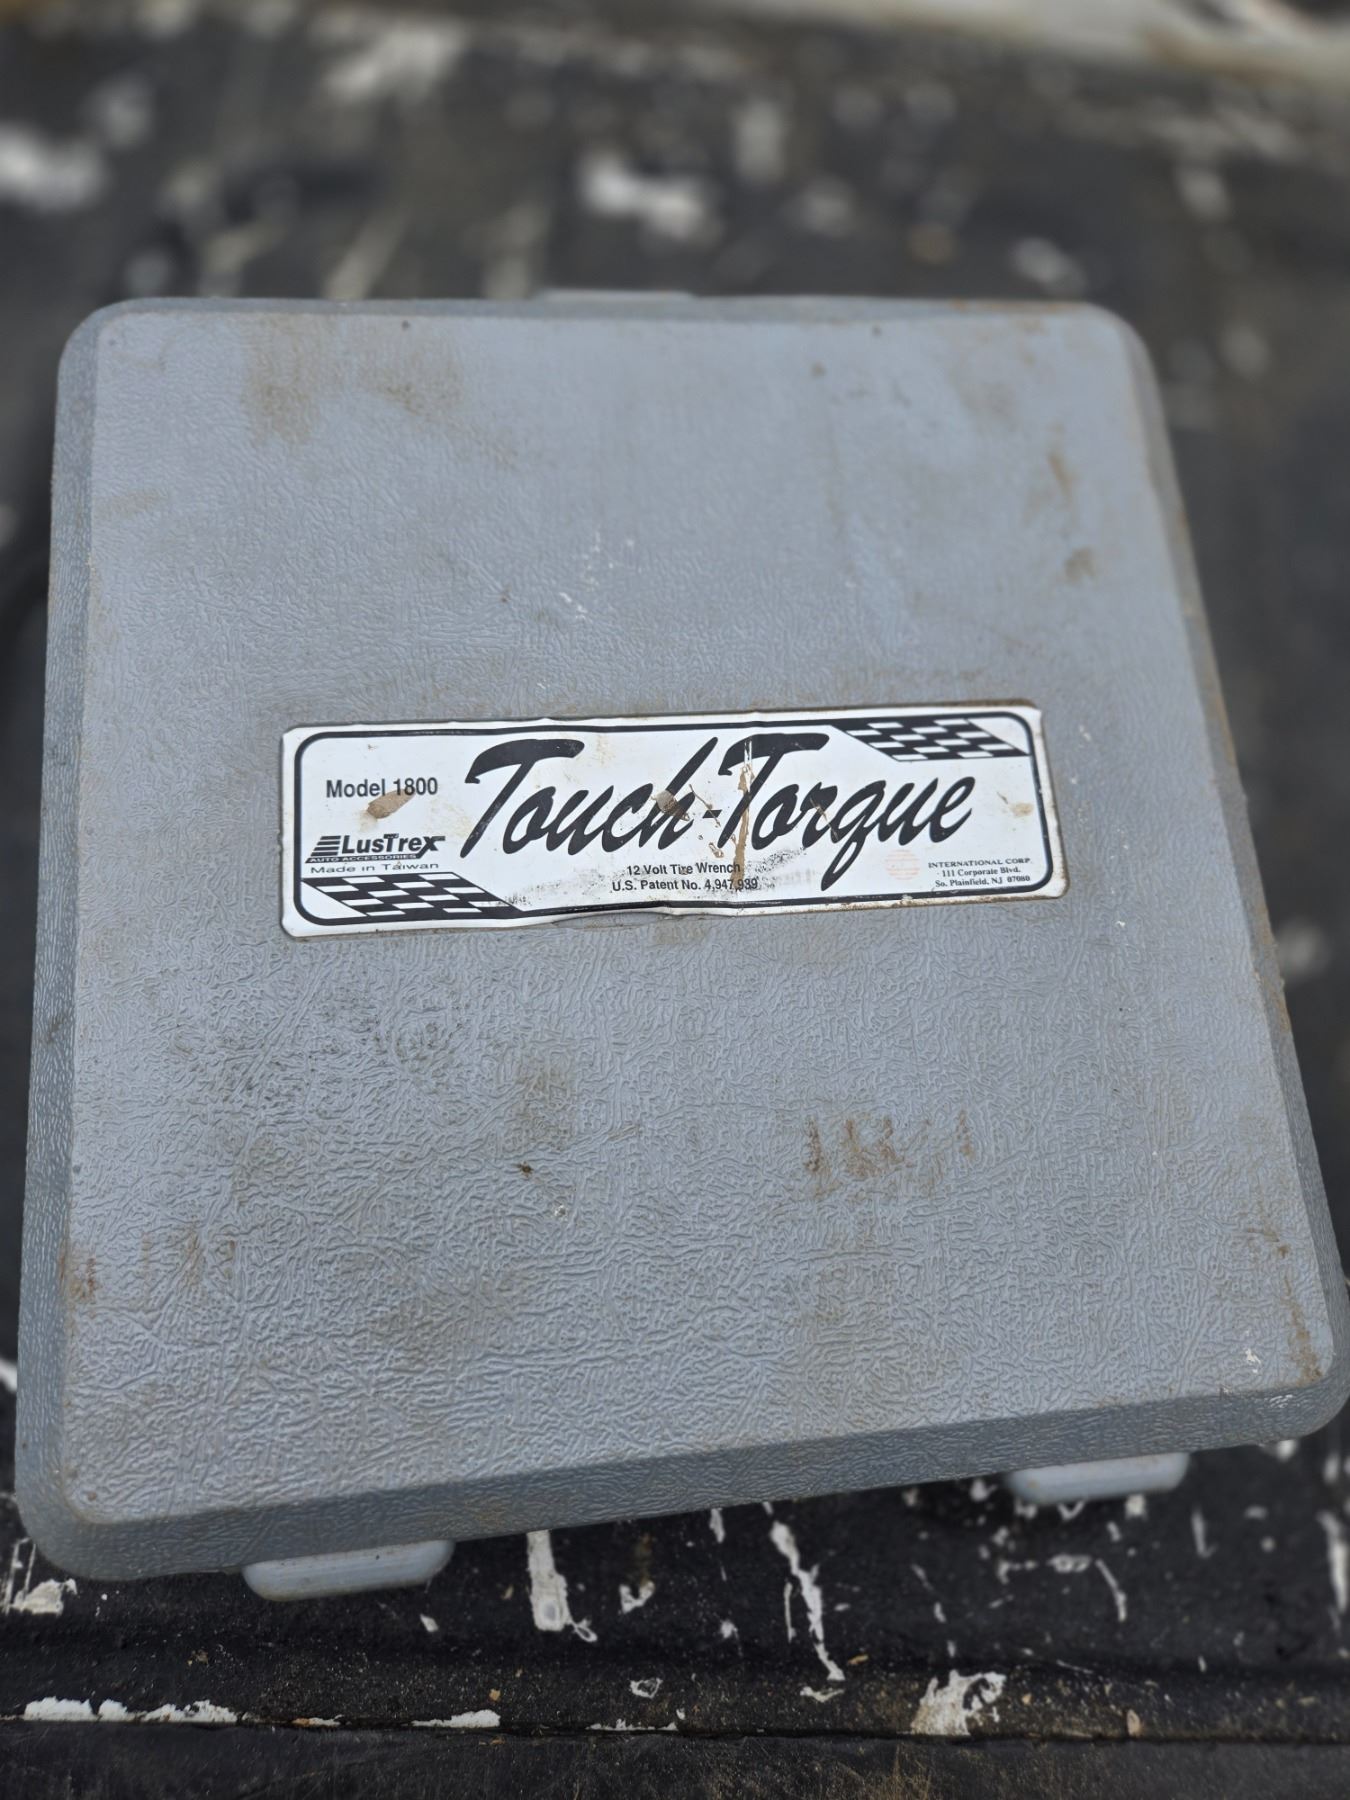 Model 1800
Touch-Torque
LusTrex
AUTO ACCESSORIES
Made in Taiwan
12 Volt Tire Wrench
U.S. Patent No. 4,947,939
INTERNATIONAL CORP.
111 Corporate Blvd.
So. Plainfield, NJ 07080